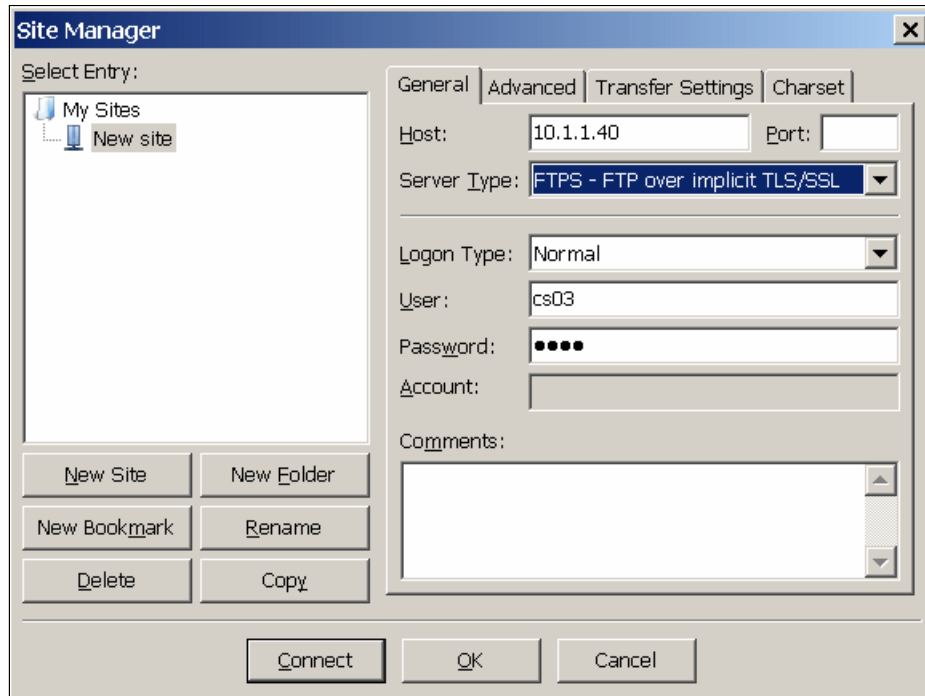 Site Manager
Select Entry:
My Sites
New site
New Site
New Folder
New Bookmark
Rename
Delete
Copy
General
Advanced
Transfer Settings
Charset
Host:
10.1.1.40
Port:
Server Type:
FTPS - FTP over implicit TLS/SSL
Logon Type:
Normal
User:
cs03
Password:
●●●●
Account:
Comments:
Connect
OK
Cancel